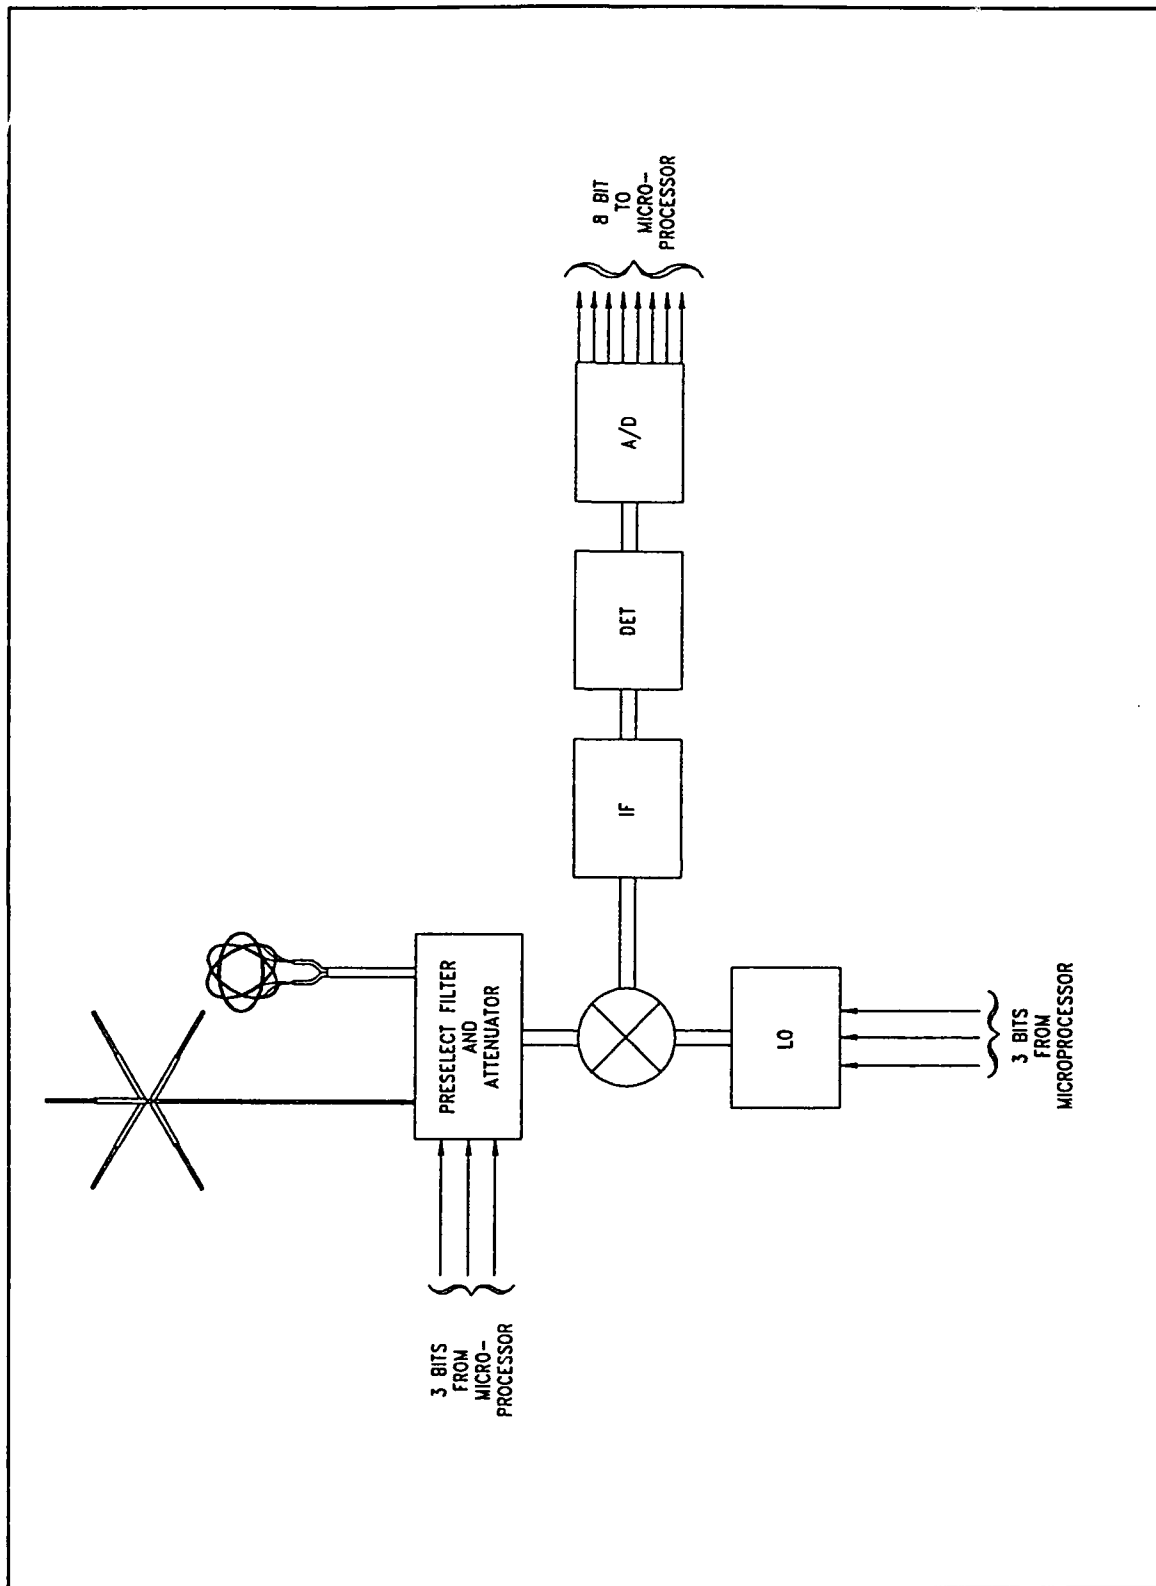 3 BITS
FROM
MICRO-
PROCESSOR
PRESELECT FILTER
AND
ATTENUATOR
LO
3 BITS
FROM
MICROPROCESSOR
IF
DET
A/D
8 BIT
TO
MICRO-
PROCESSOR